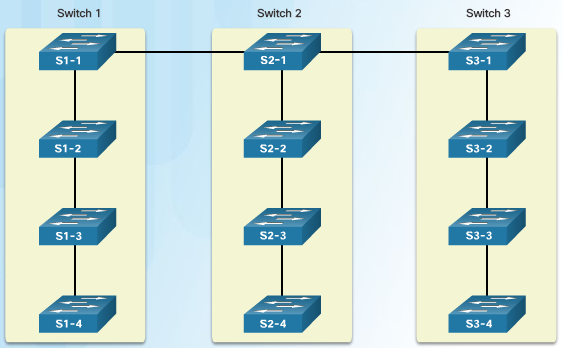 Switch 1
Switch 2
Switch 3
S1-1
S2-1
S3-1
S1-2
S2-2
S3-2
S1-3
S2-3
S3-3
S1-4
S2-4
S3-4